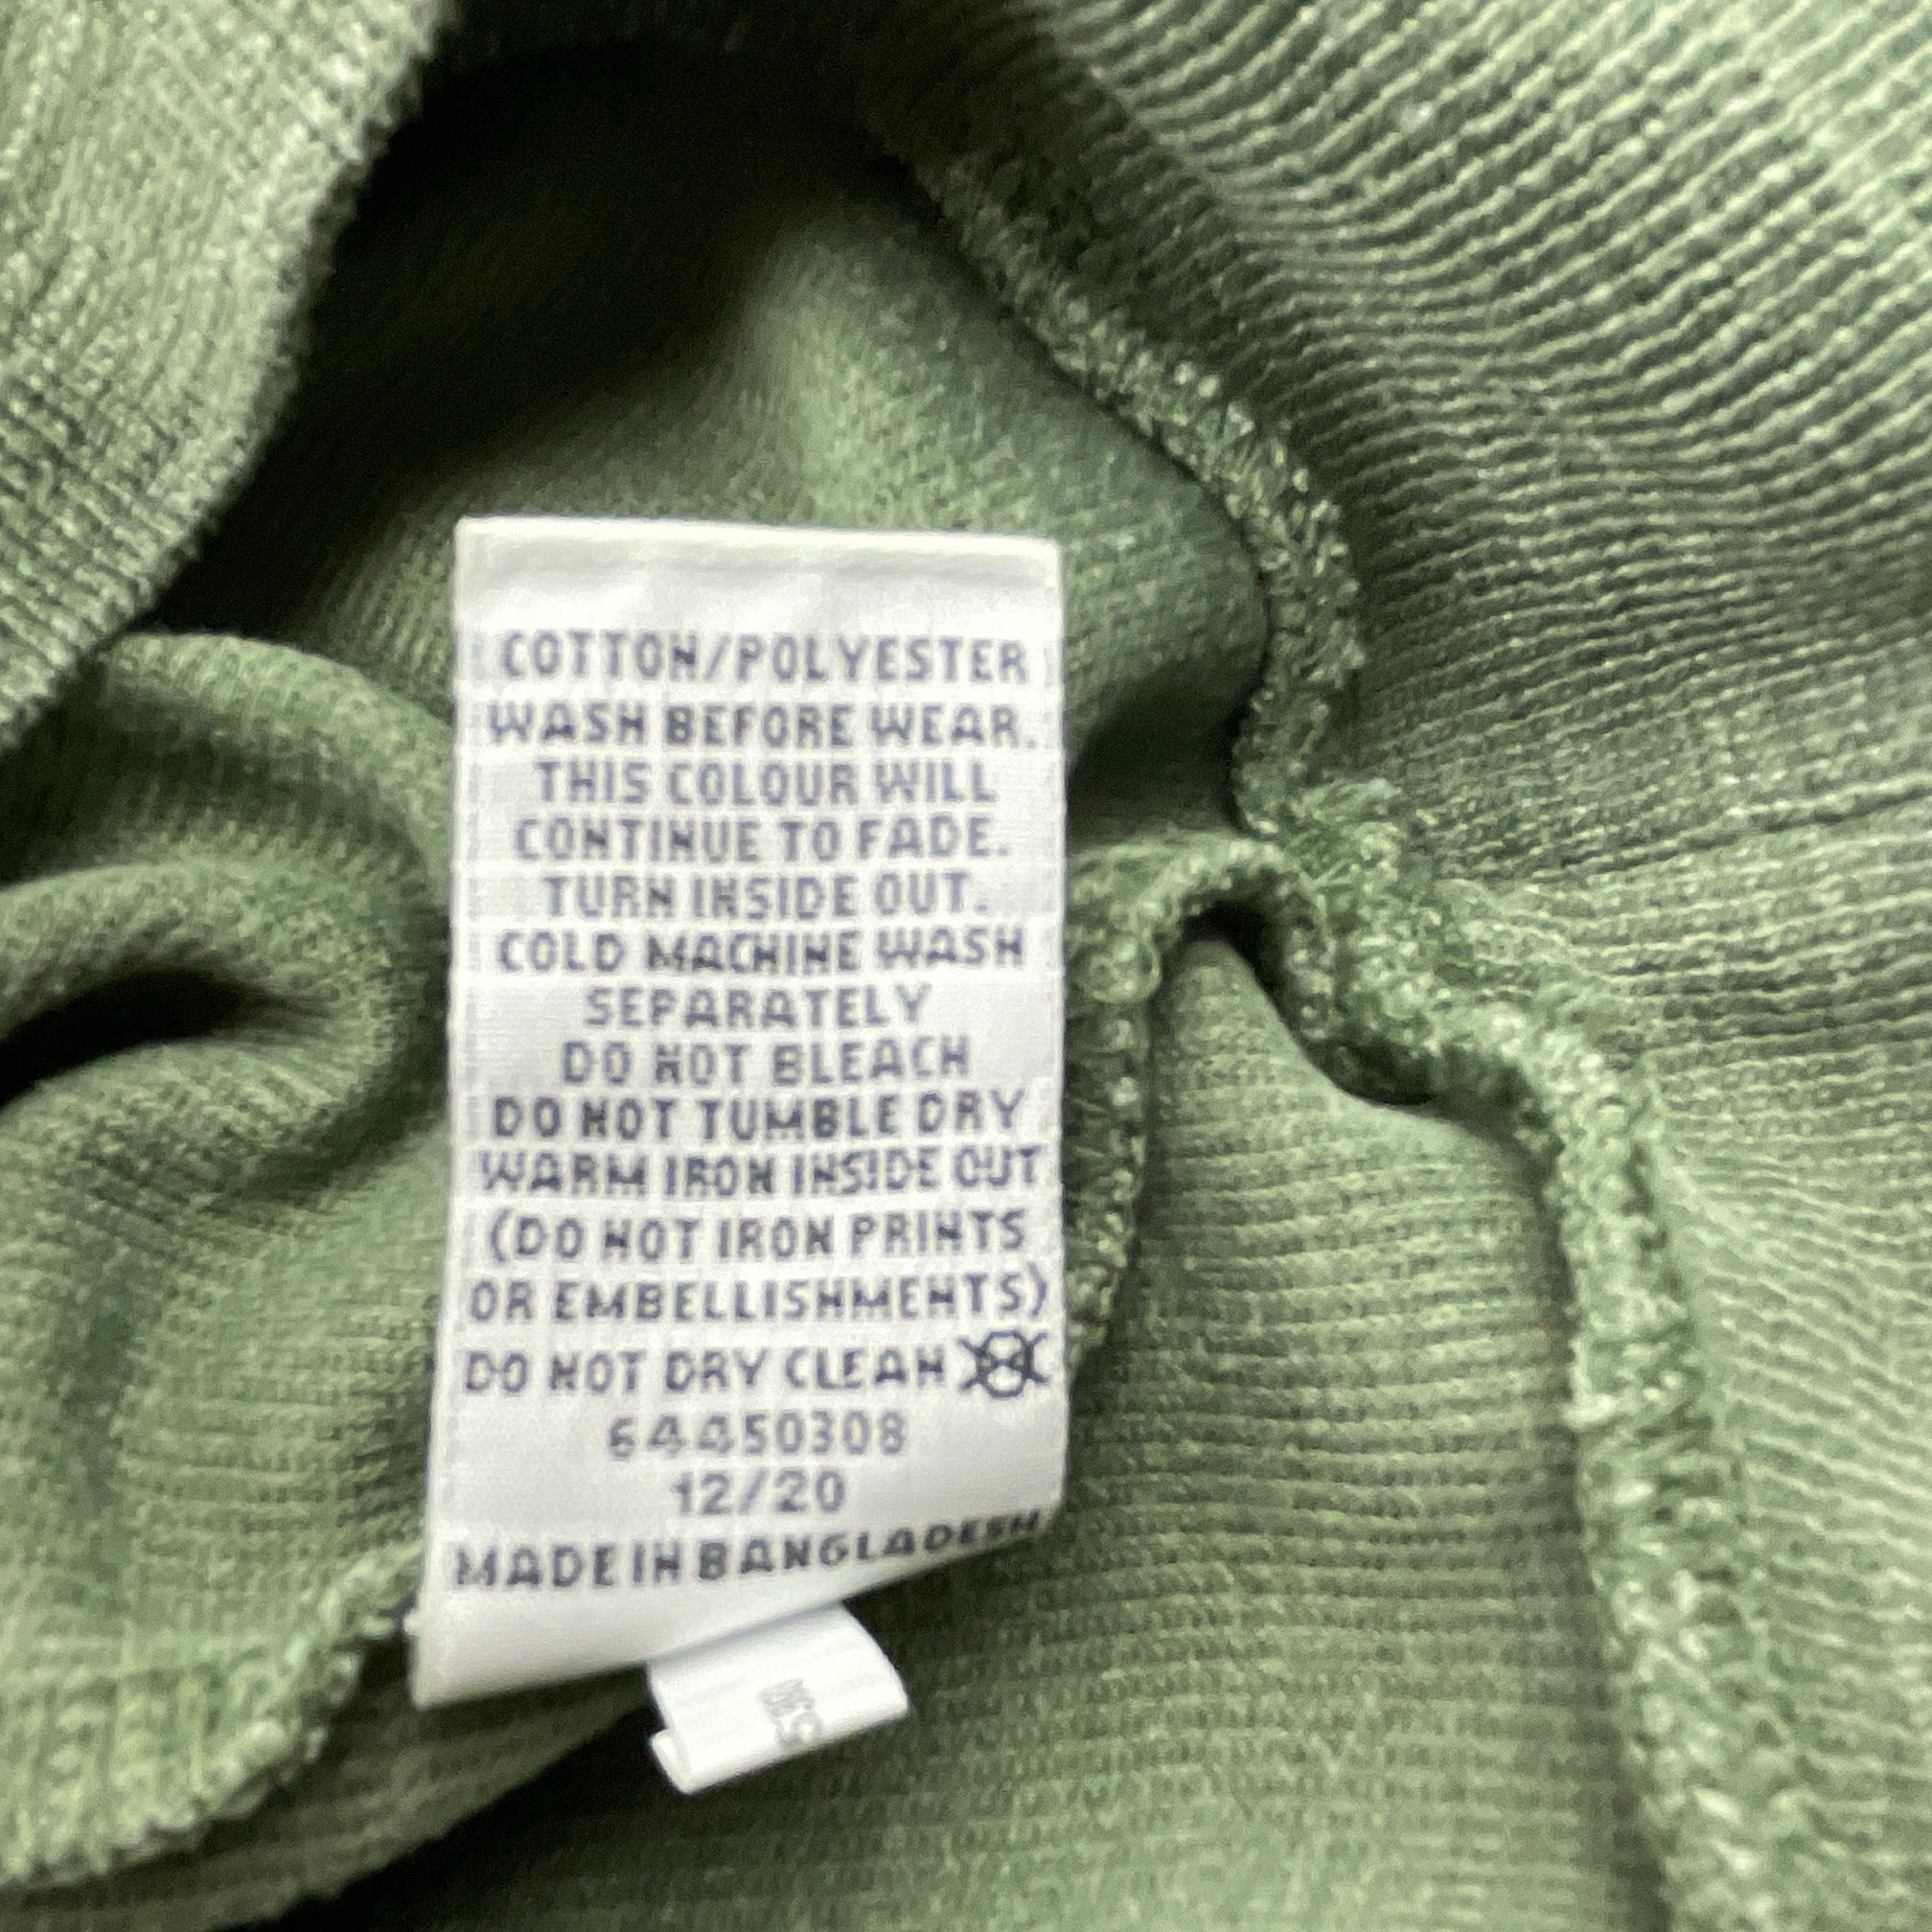 COTTON/POLYESTER
WASH BEFORE WEAR.
THIS COLOUR WILL
CONTINUE TO FADE.
TURN INSIDE OUT.
COLD MACHINE WASH
SEPARATELY
DO NOT BLEACH
DO NOT TUMBLE DRY
WARM IRON INSIDE OUT
(DO NOT IRON PRINTS
OR EMBELLISHMENTS)
DO NOT DRY CLEAN
64450308
12/20
MADE IN BANGLADESH